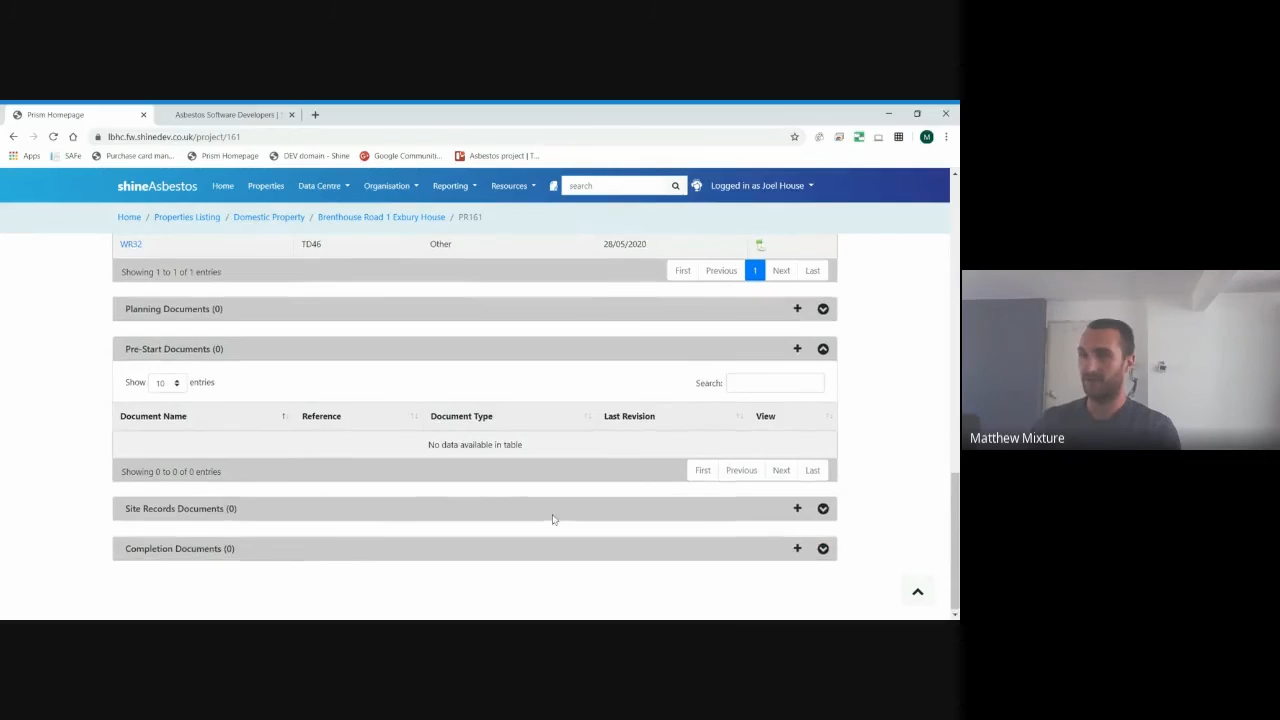 Prism Homepage
Asbestos Software Developers |
lbhc.fw.shinedev.co.uk/project/161
M
Apps SAFe Purchase card man... Prism Homepage DEV domain - Shine Google Communiti... Asbestos project | T...
shineAsbestos Home Properties Data Centre Organisation Reporting Resources search Logged in as Joel House
Home / Properties Listing / Domestic Property / Brenthouse Road 1 Exbury House / PR161
WR32 TD46 Other 28/05/2020
Showing 1 to 1 of 1 entries First Previous 1 Next Last
Planning Documents (0)
Pre-Start Documents (0)
Show 10 entries Search:
Document Name Reference Document Type Last Revision View
No data available in table
Showing 0 to 0 of 0 entries First Previous Next Last
Site Records Documents (0)
Completion Documents (0)
Matthew Mixture